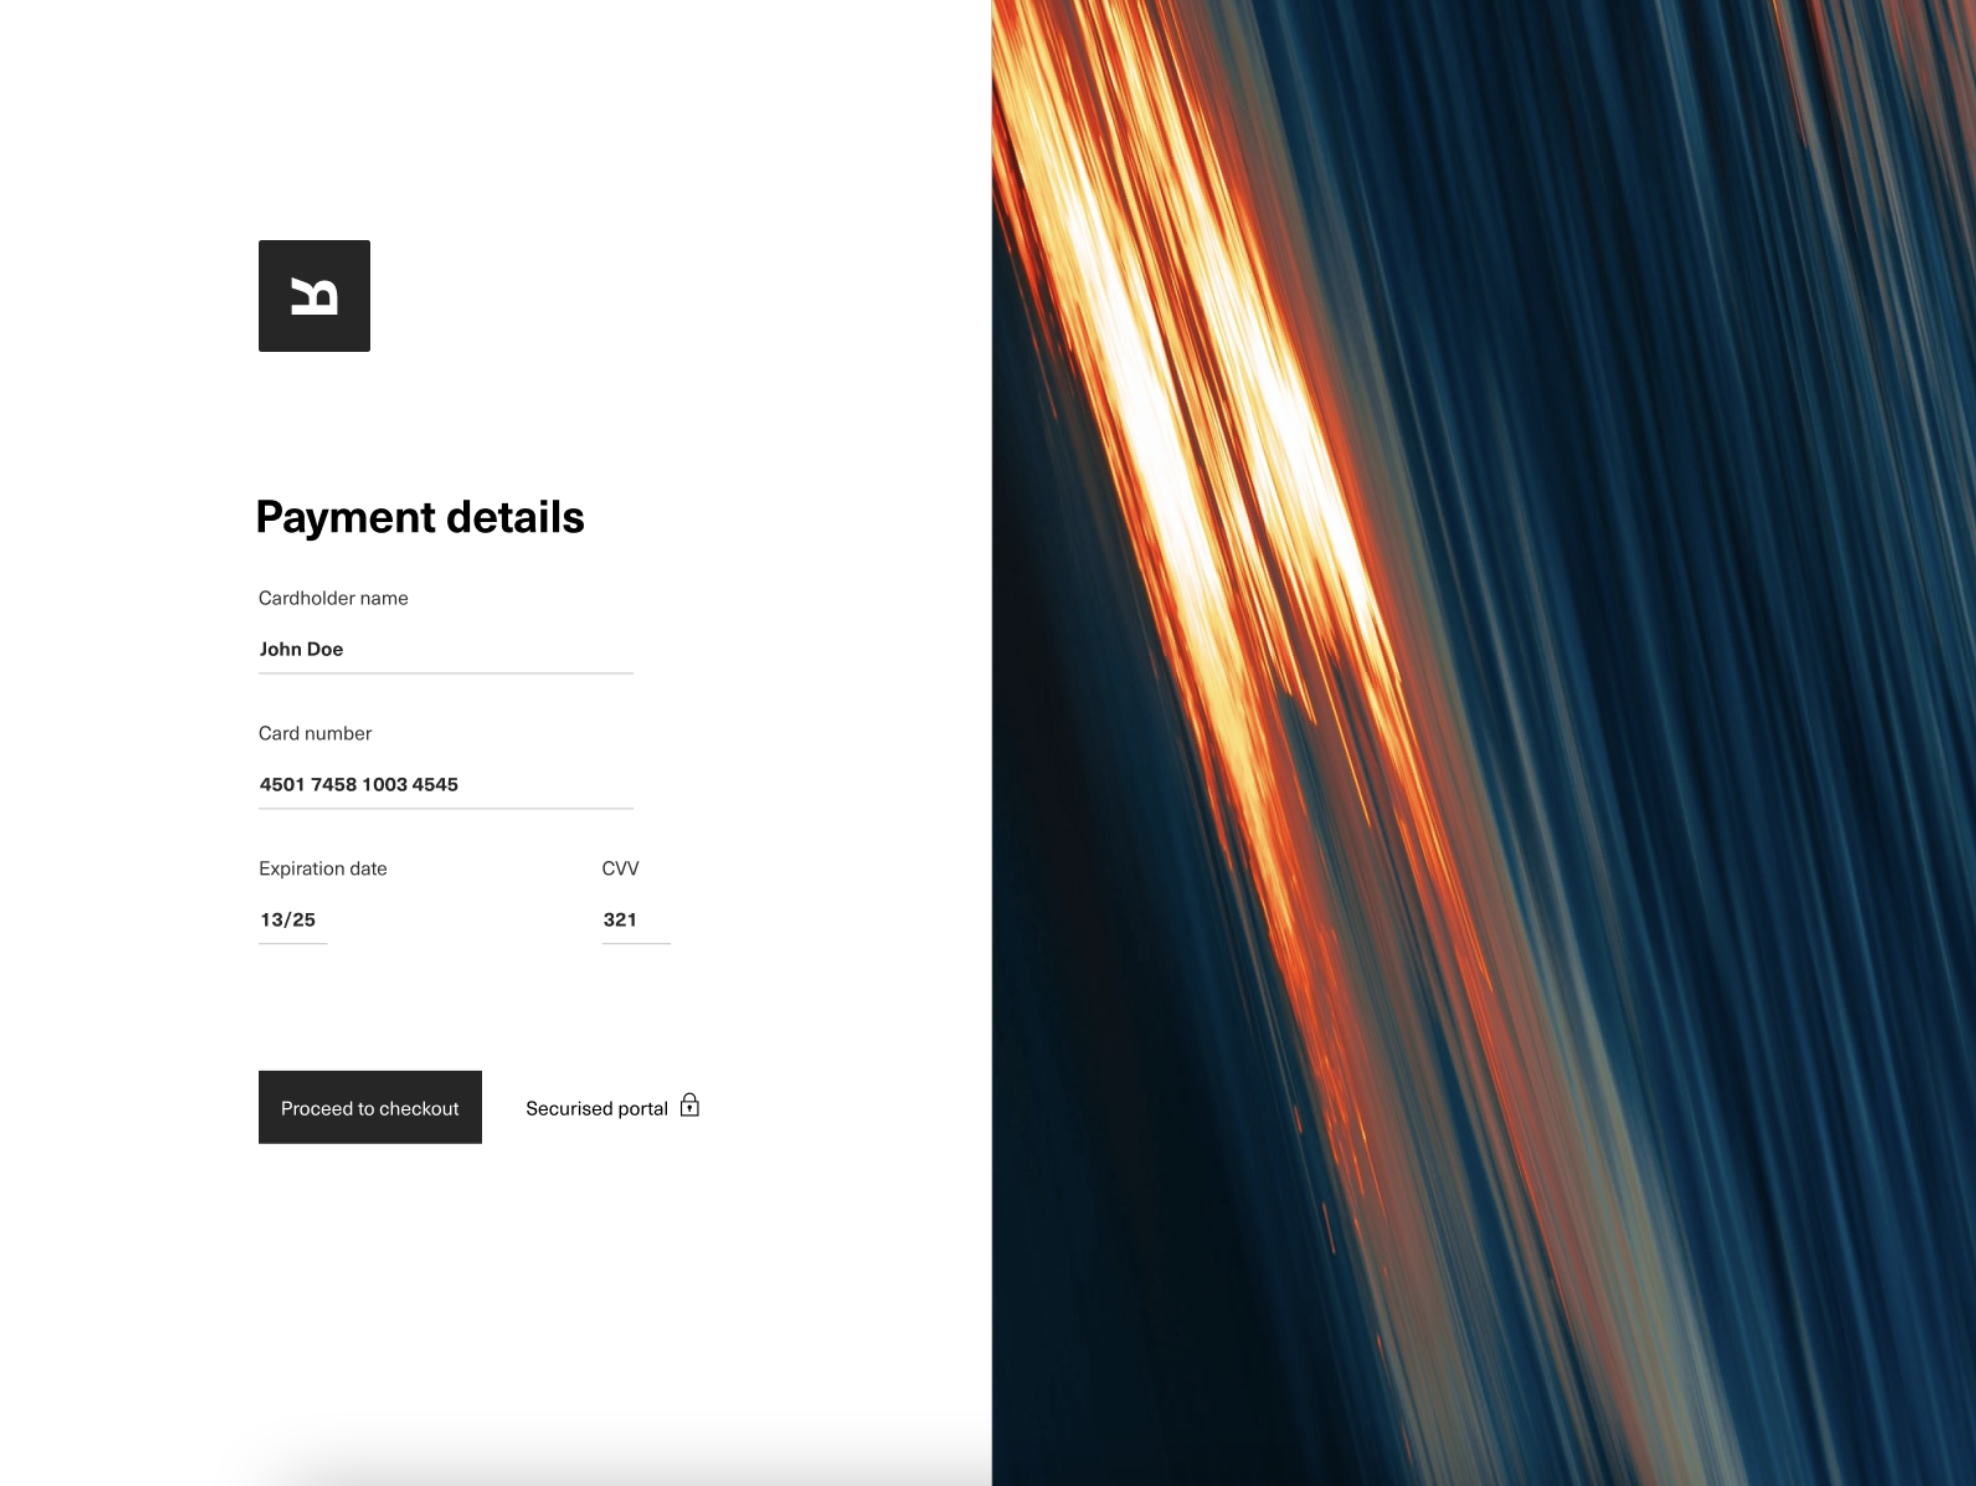 R
Payment details
Cardholder name
John Doe
Card number
4501 7458 1003 4545
Expiration date
CVV
13/25
321
Proceed to checkout
Securised portal